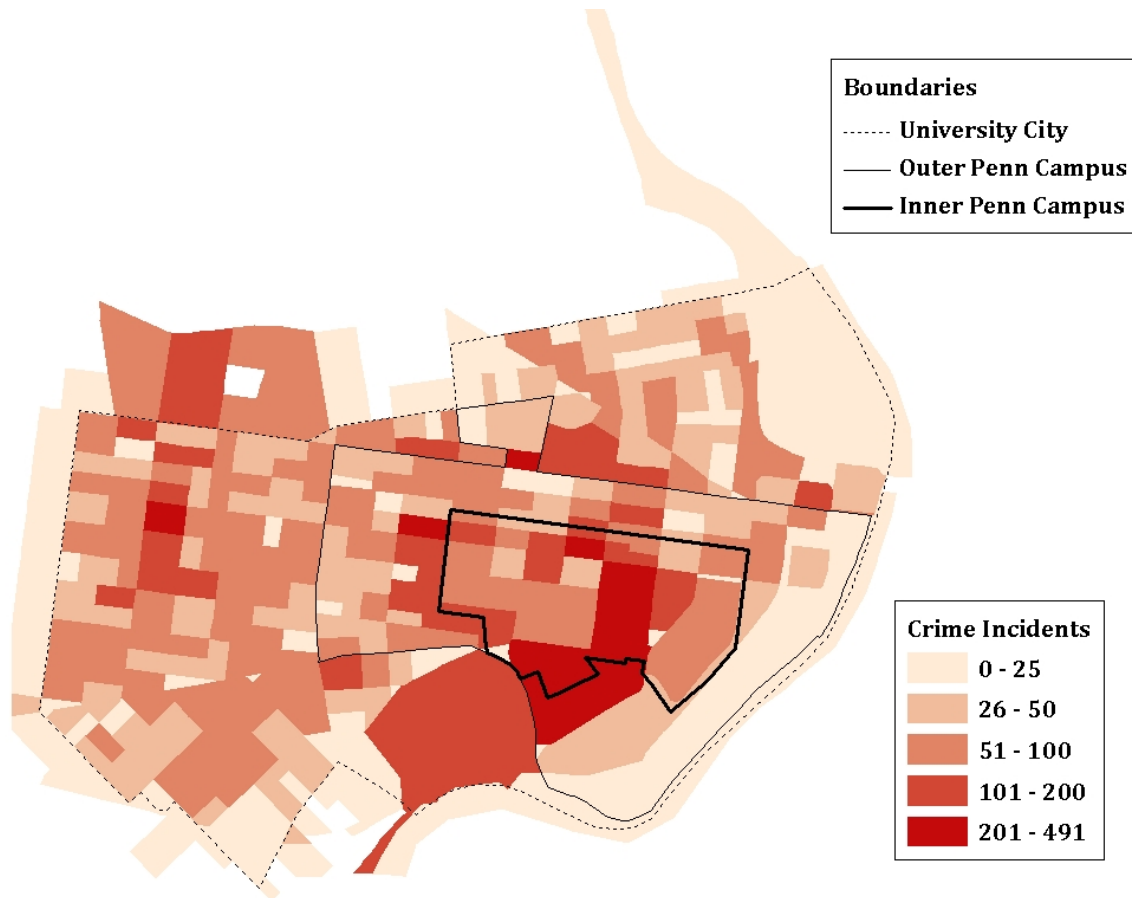 Boundaries
University City
Outer Penn Campus
Inner Penn Campus
Crime Incidents
0 - 25
26 - 50
51 - 100
101 - 200
201 - 491